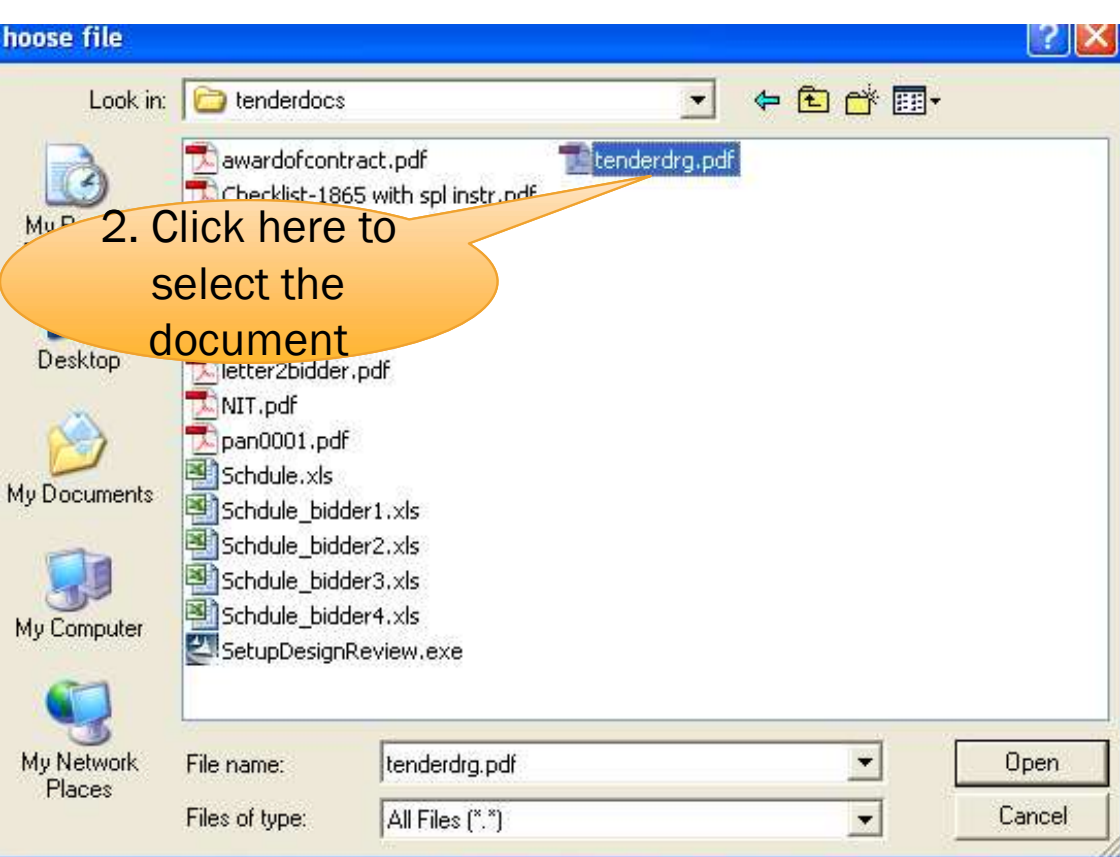 hoose file
Look in:
tenderdocs
awardofcontract.pdf
tenderdrg.pdf
Checklist-1865 with spl instr.pdf
2. Click here to
select the
document
Desktop
letter2bidder.pdf
NIT.pdf
pan0001.pdf
Schdule.xls
My Documents
Schdule_bidder1.xls
Schdule_bidder2.xls
Schdule_bidder3.xls
Schdule_bidder4.xls
My Computer
SetupDesignReview.exe
My Network
Places
File name:
tenderdrg.pdf
Open
Files of type:
All Files (*.*)
Cancel